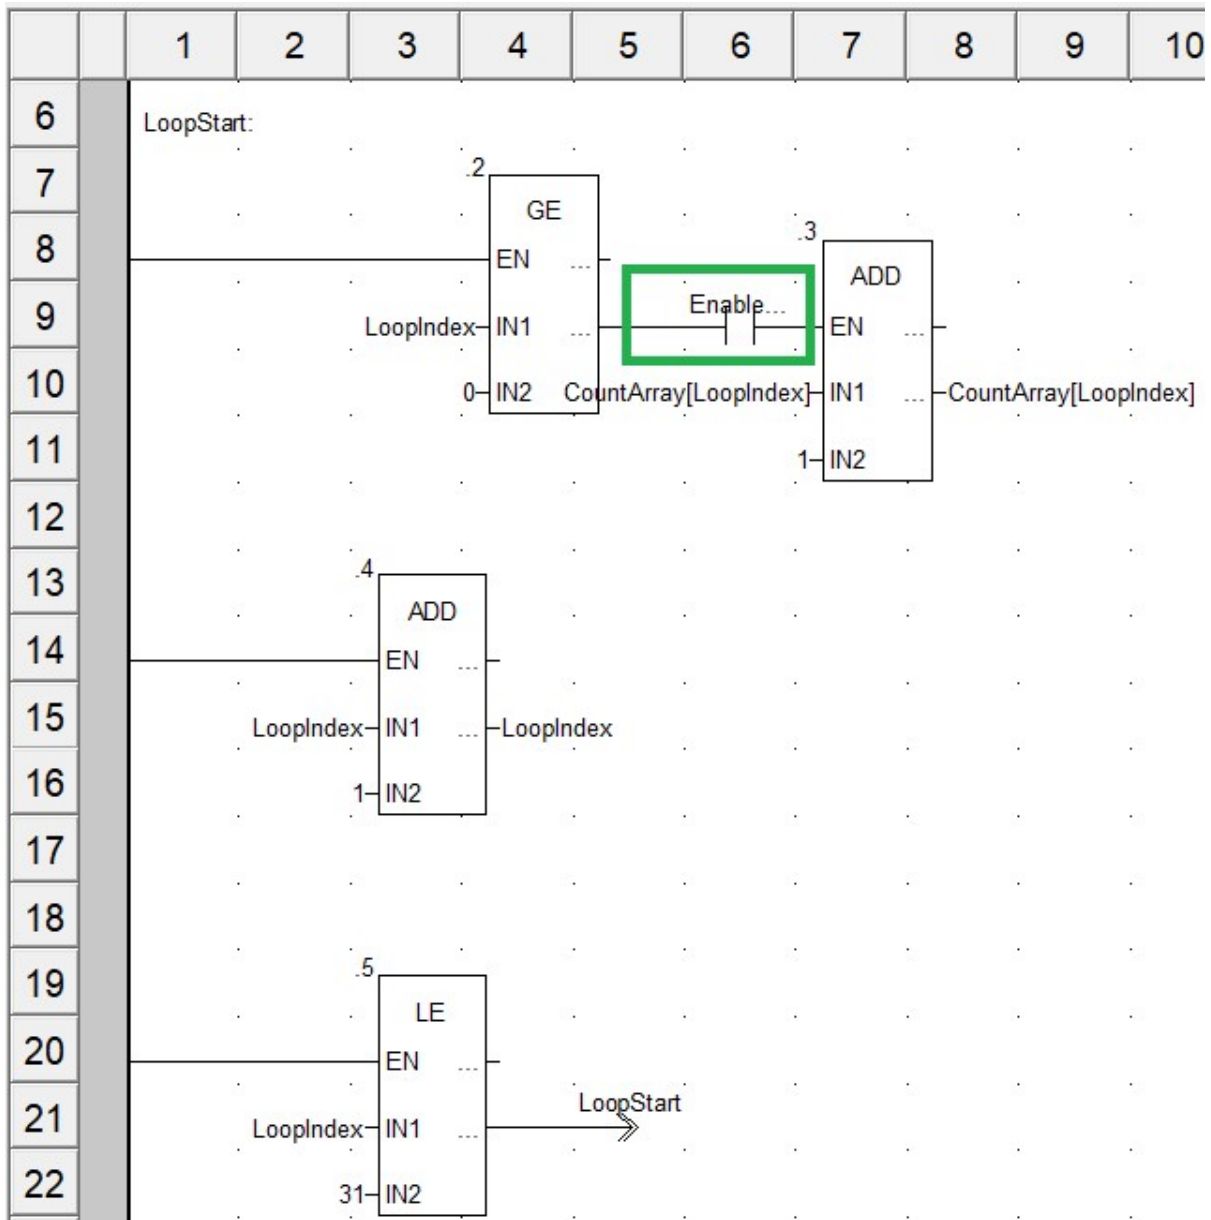 1 2 3 4 5 6 7 8 9 10
6 LoopStart:
.2
7 GE
.3
8 EN ... ADD
Enable...
9 LoopIndex IN1 ... EN ...
10 0 IN2 CountArray[LoopIndex] IN1 ... CountArray[LoopIndex]
11 1 IN2
12
.4
13 ADD
14 EN ...
15 LoopIndex IN1 ... LoopIndex
16 1 IN2
17
18
.5
19 LE
20 EN ...
LoopStart
21 LoopIndex IN1 ...
22 31 IN2